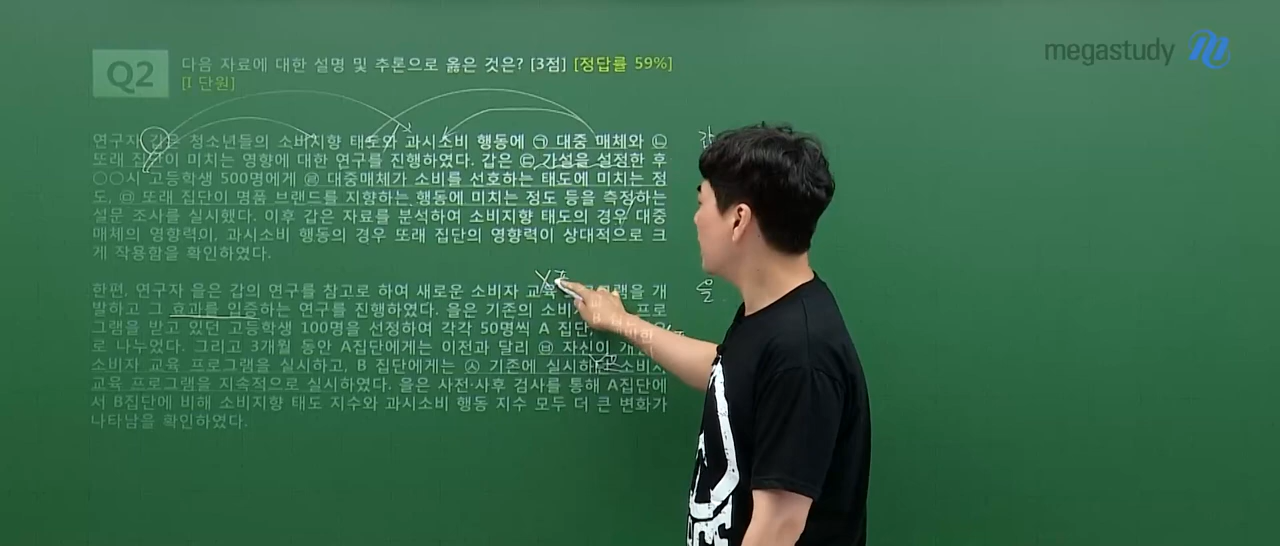 megastudy
Q2
다음 자료에 대한 설명 및 추론으로 옳은 것은? [3점] [정답률 59%]
[I 단원]
연구자 갑은 청소년들의 소비지향 태도와 과시소비 행동에 ㉠ 대중 매체와 ㉡
또래 집단이 미치는 영향에 대한 연구를 진행하였다. 갑은 ㉢ 가설을 설정한 후
○○시 고등학생 500명에게 ㉣ 대중매체가 소비를 선호하는 태도에 미치는 정
도, ㉤ 또래 집단이 명품 브랜드를 지향하는 행동에 미치는 정도 등을 측정하는
설문 조사를 실시했다. 이후 갑은 자료를 분석하여 소비지향 태도의 경우 대중
매체의 영향력이, 과시소비 행동의 경우 또래 집단의 영향력이 상대적으로 크
게 작용함을 확인하였다.
한편, 연구자 을은 갑의 연구를 참고로 하여 새로운 소비자 교육 을 개
발하고 그 효과를 입증하는 연구를 진행하였다. 을은 기존의 프로
그램을 받고 있던 고등학생 100명을 선정하여 각각 50명씩 A 집단,
로 나누었다. 그리고 3개월 동안 A집단에게는 이전과 달리 ㉥ 자신이
소비자 교육 프로그램을 실시하고, B 집단에게는 ㉦ 기존에 실시하던 소비자
교육 프로그램을 지속적으로 실시하였다. 을은 사전·사후 검사를 통해 A집단에
서 B집단에 비해 소비지향 태도 지수와 과시소비 행동 지수 모두 더 큰 변화가
나타남을 확인하였다.
을